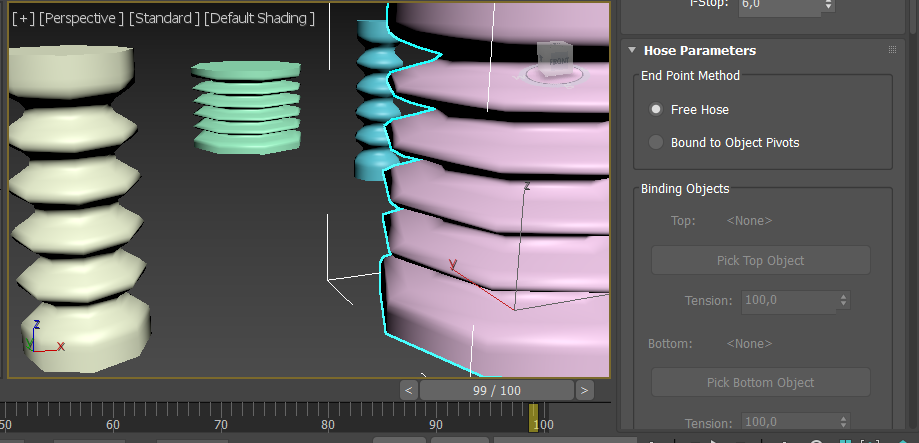 [+] [Perspective] [Standard] [Default Shading]
f-Stop: 6,0
Hose Parameters
End Point Method
Free Hose
Bound to Object Pivots
Binding Objects
Top: <None>
Pick Top Object
Tension: 100,0
Bottom: <None>
Pick Bottom Object
Tension: 100,0
FRONT
z
y
z
y x
< 99 / 100 >
50 60 70 80 90 100